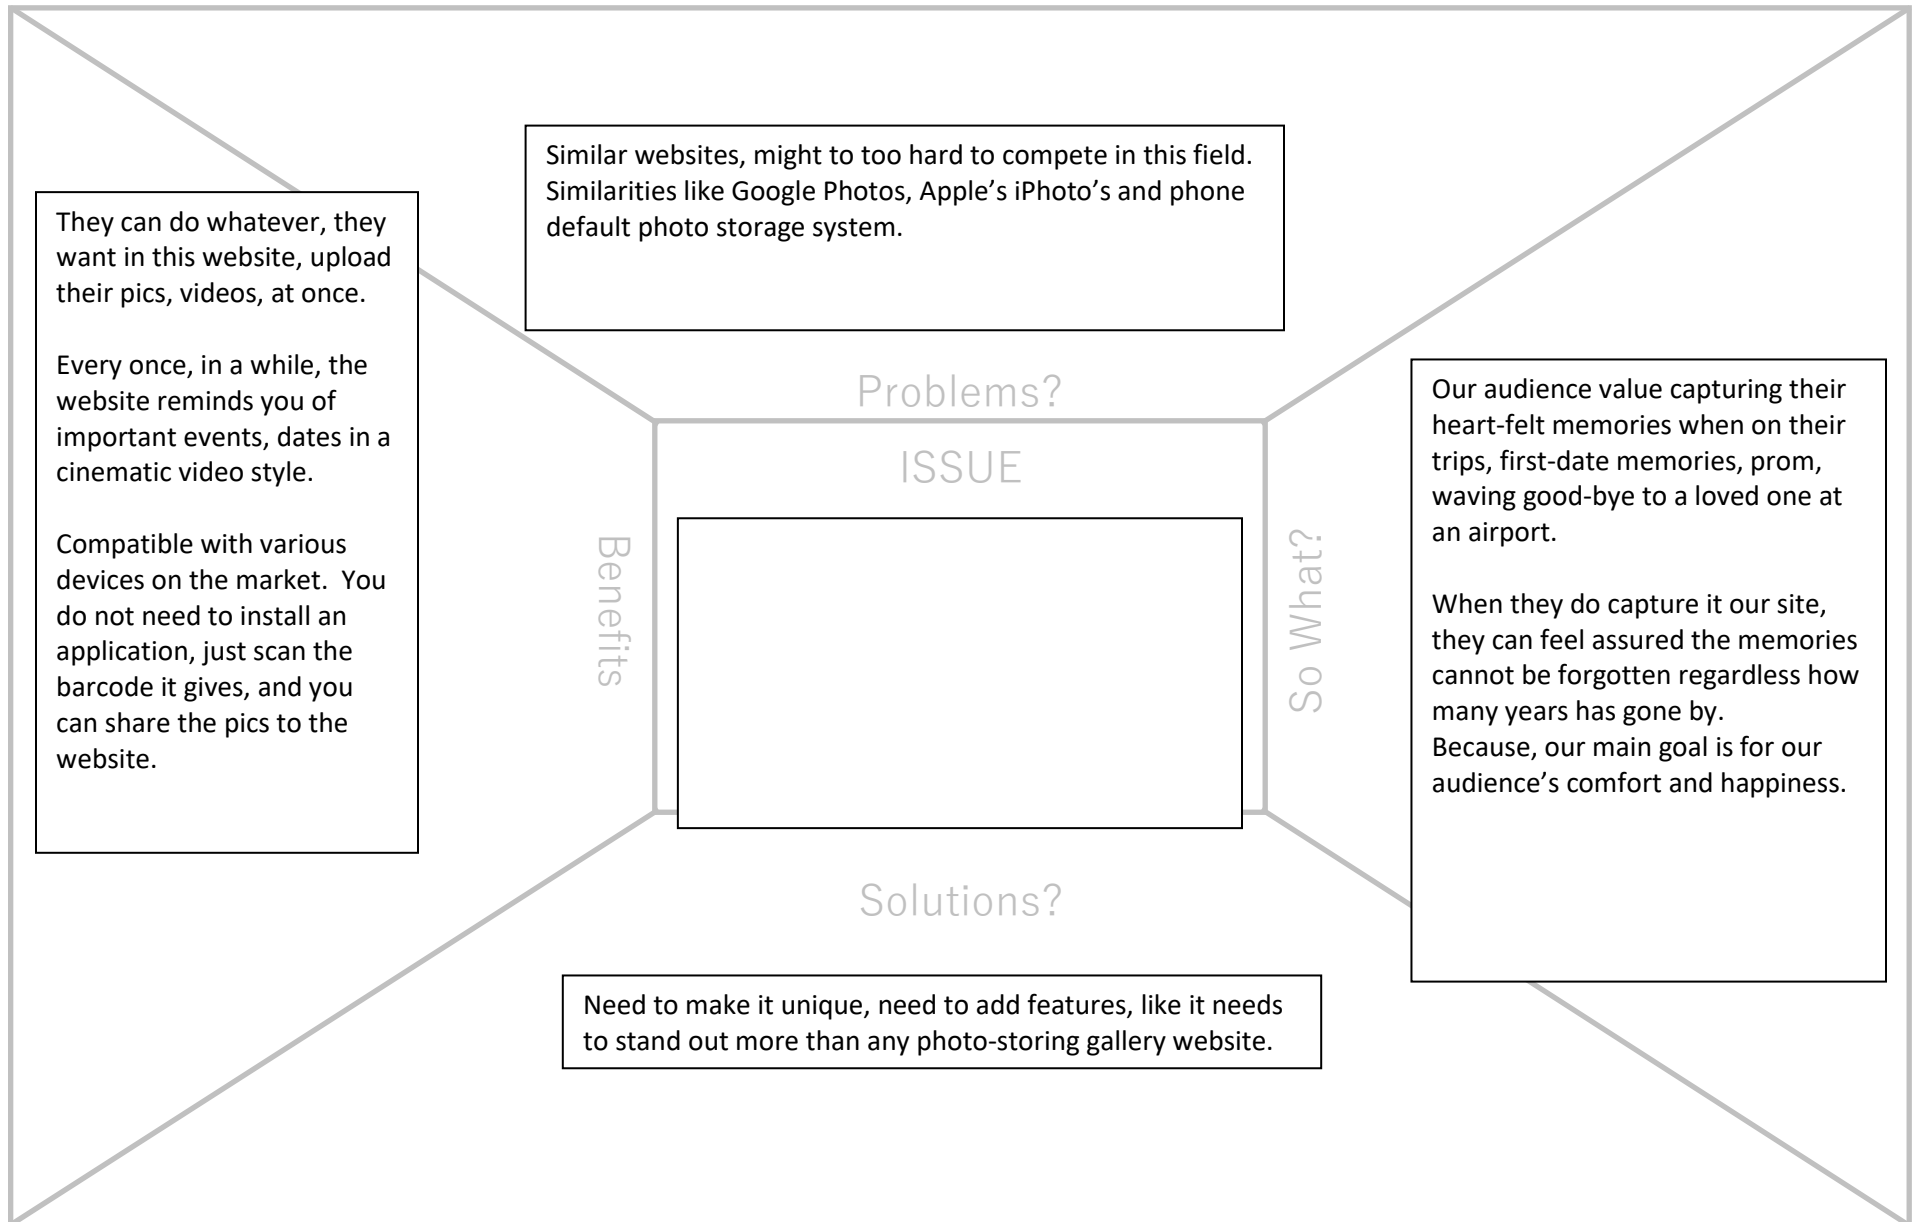 Similar websites, might to too hard to compete in this field.
Similarities like Google Photos, Apple’s iPhoto’s and phone
default photo storage system.
They can do whatever, they
want in this website, upload
their pics, videos, at once.
Every once, in a while, the
website reminds you of
important events, dates in a
cinematic video style.
Compatible with various
devices on the market.  You
do not need to install an
application, just scan the
barcode it gives, and you
can share the pics to the
website.
Problems?
ISSUE
Benefits
So What?
Our audience value capturing their
heart-felt memories when on their
trips, first-date memories, prom,
waving good-bye to a loved one at
an airport.
When they do capture it our site,
they can feel assured the memories
cannot be forgotten regardless how
many years has gone by.
Because, our main goal is for our
audience’s comfort and happiness.
Solutions?
Need to make it unique, need to add features, like it needs
to stand out more than any photo-storing gallery website.